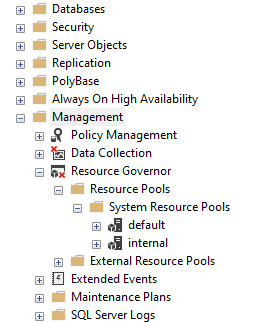 Databases
Security
Server Objects
Replication
PolyBase
Always On High Availability
Management
Policy Management
Data Collection
Resource Governor
Resource Pools
System Resource Pools
default
internal
External Resource Pools
Extended Events
Maintenance Plans
SQL Server Logs